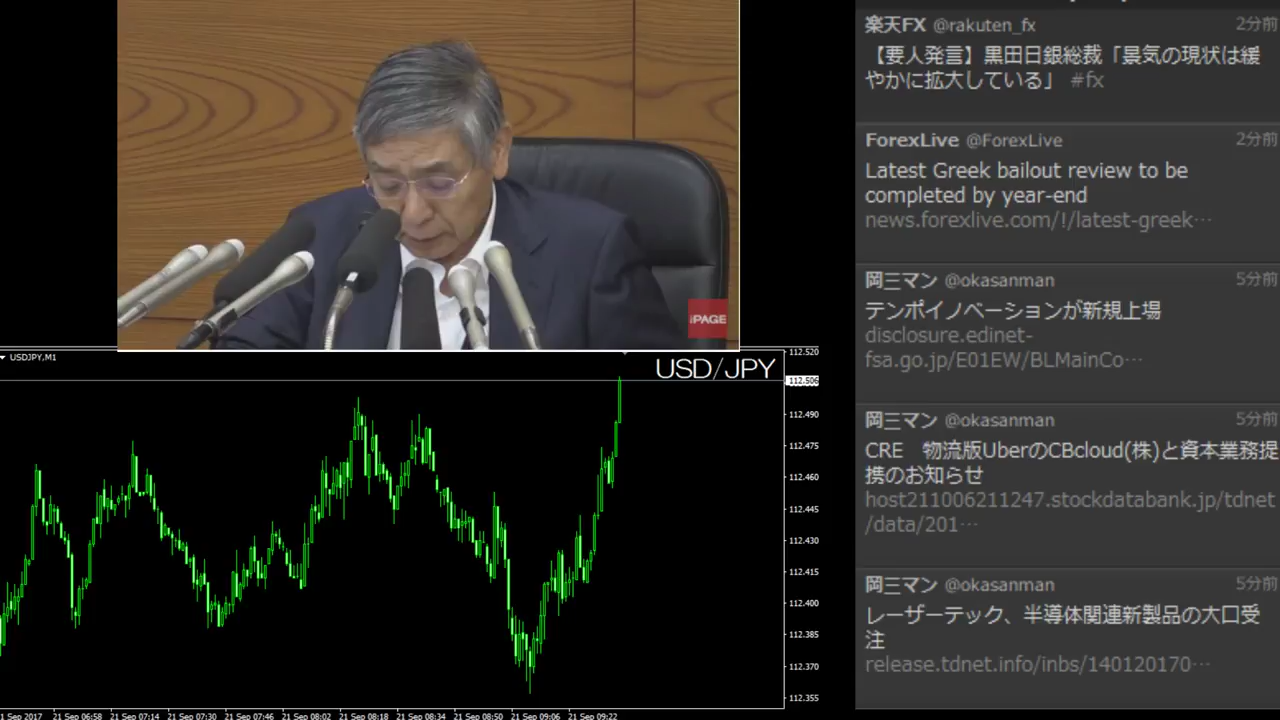 iPAGE
USDJPY,M1
USD/JPY
112.520
112.506
112.490
112.475
112.460
112.445
112.430
112.415
112.400
112.385
112.370
112.355
1 Sep 2017
21 Sep 06:58
21 Sep 07:14
21 Sep 07:30
21 Sep 07:46
21 Sep 08:02
21 Sep 08:18
21 Sep 08:34
21 Sep 08:50
21 Sep 09:06
21 Sep 09:22
楽天FX @rakuten_fx 2分前
【要人発言】黒田日銀総裁「景気の現状は緩
やかに拡大している」 #fx
ForexLive @ForexLive 2分前
Latest Greek bailout review to be
completed by year-end
news.forexlive.com/!/latest-greek…
岡三マン @okasanman 5分前
テンポイノベーションが新規上場
disclosure.edinet-
fsa.go.jp/E01EW/BLMainCo…
岡三マン @okasanman 5分前
CRE　物流版UberのCBcloud(株)と資本業務提
携のお知らせ
host211006211247.stockdatabank.jp/tdnet
/data/201…
岡三マン @okasanman 5分前
レーザーテック、半導体関連新製品の大口受
注
release.tdnet.info/inbs/140120170…